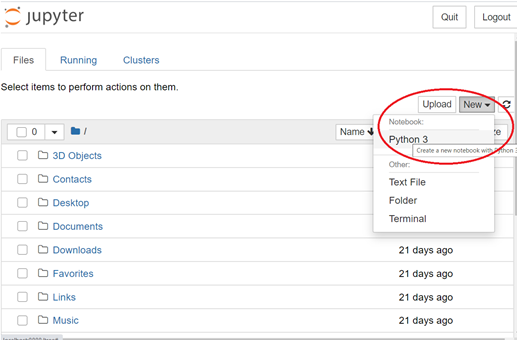 jupyter
Quit
Logout
Files
Running
Clusters
Select items to perform actions on them.
Upload
New
0
/
Name
Notebook:
Python 3
Create a new notebook with Python 3
Other:
Text File
Folder
Terminal
3D Objects
Contacts
Desktop
Documents
Downloads
21 days ago
Favorites
21 days ago
Links
21 days ago
Music
21 days ago